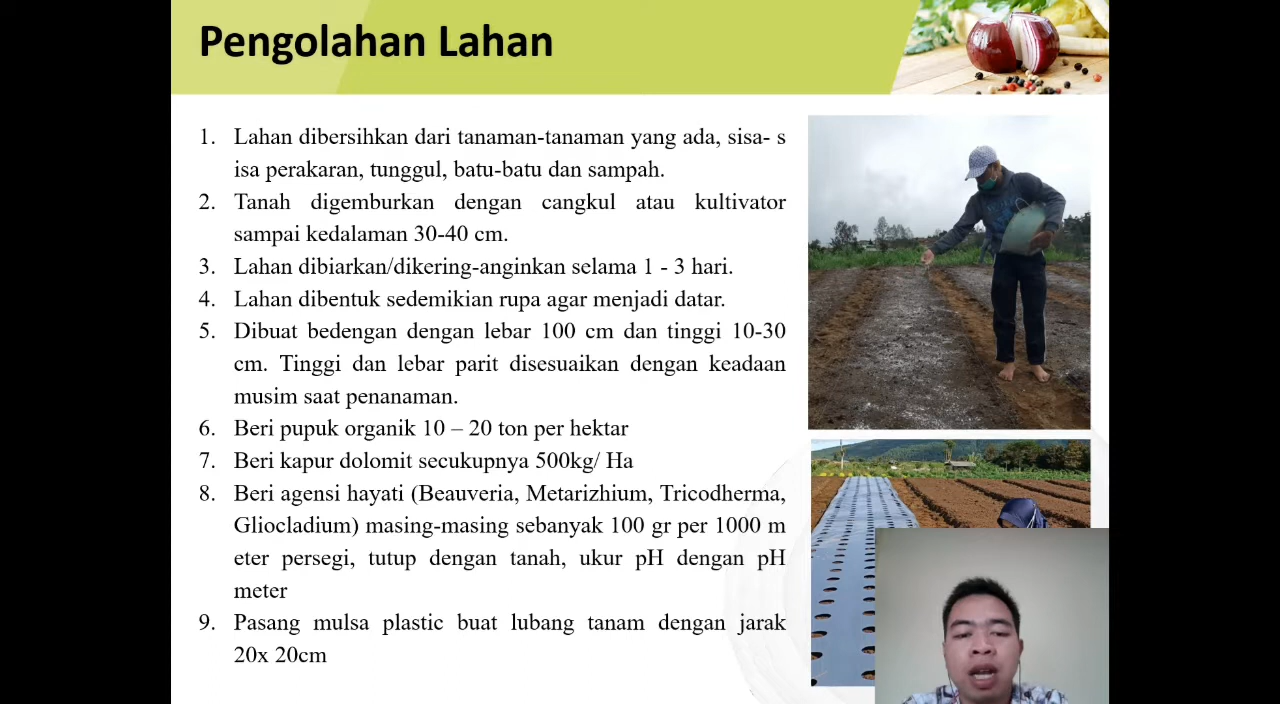 Pengolahan Lahan
1. Lahan dibersihkan dari tanaman-tanaman yang ada, sisa- s
isa perakaran, tunggul, batu-batu dan sampah.
2. Tanah digemburkan dengan cangkul atau kultivator
sampai kedalaman 30-40 cm.
3. Lahan dibiarkan/dikering-anginkan selama 1 - 3 hari.
4. Lahan dibentuk sedemikian rupa agar menjadi datar.
5. Dibuat bedengan dengan lebar 100 cm dan tinggi 10-30
cm. Tinggi dan lebar parit disesuaikan dengan keadaan
musim saat penanaman.
6. Beri pupuk organik 10 – 20 ton per hektar
7. Beri kapur dolomit secukupnya 500kg/ Ha
8. Beri agensi hayati (Beauveria, Metarizhium, Tricodherma,
Gliocladium) masing-masing sebanyak 100 gr per 1000 m
eter persegi, tutup dengan tanah, ukur pH dengan pH
meter
9. Pasang mulsa plastic buat lubang tanam dengan jarak
20x 20cm